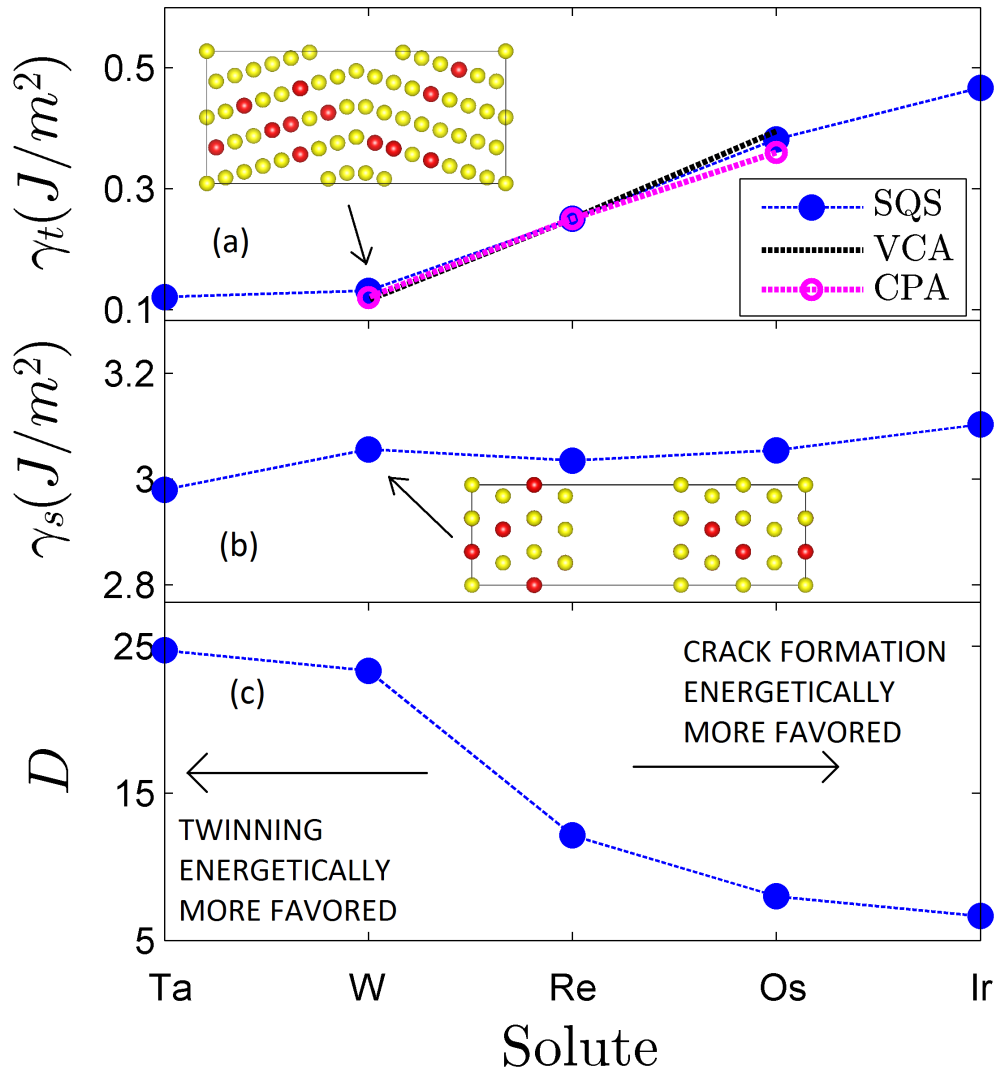 γt(J/m²)
0.5
0.3
0.1
(a)
SQS
VCA
CPA
γs(J/m²)
3.2
3
2.8
(b)
D
25
15
5
(c)
CRACK FORMATION
ENERGETICALLY
MORE FAVORED
TWINNING
ENERGETICALLY
MORE FAVORED
Ta W Re Os Ir
Solute